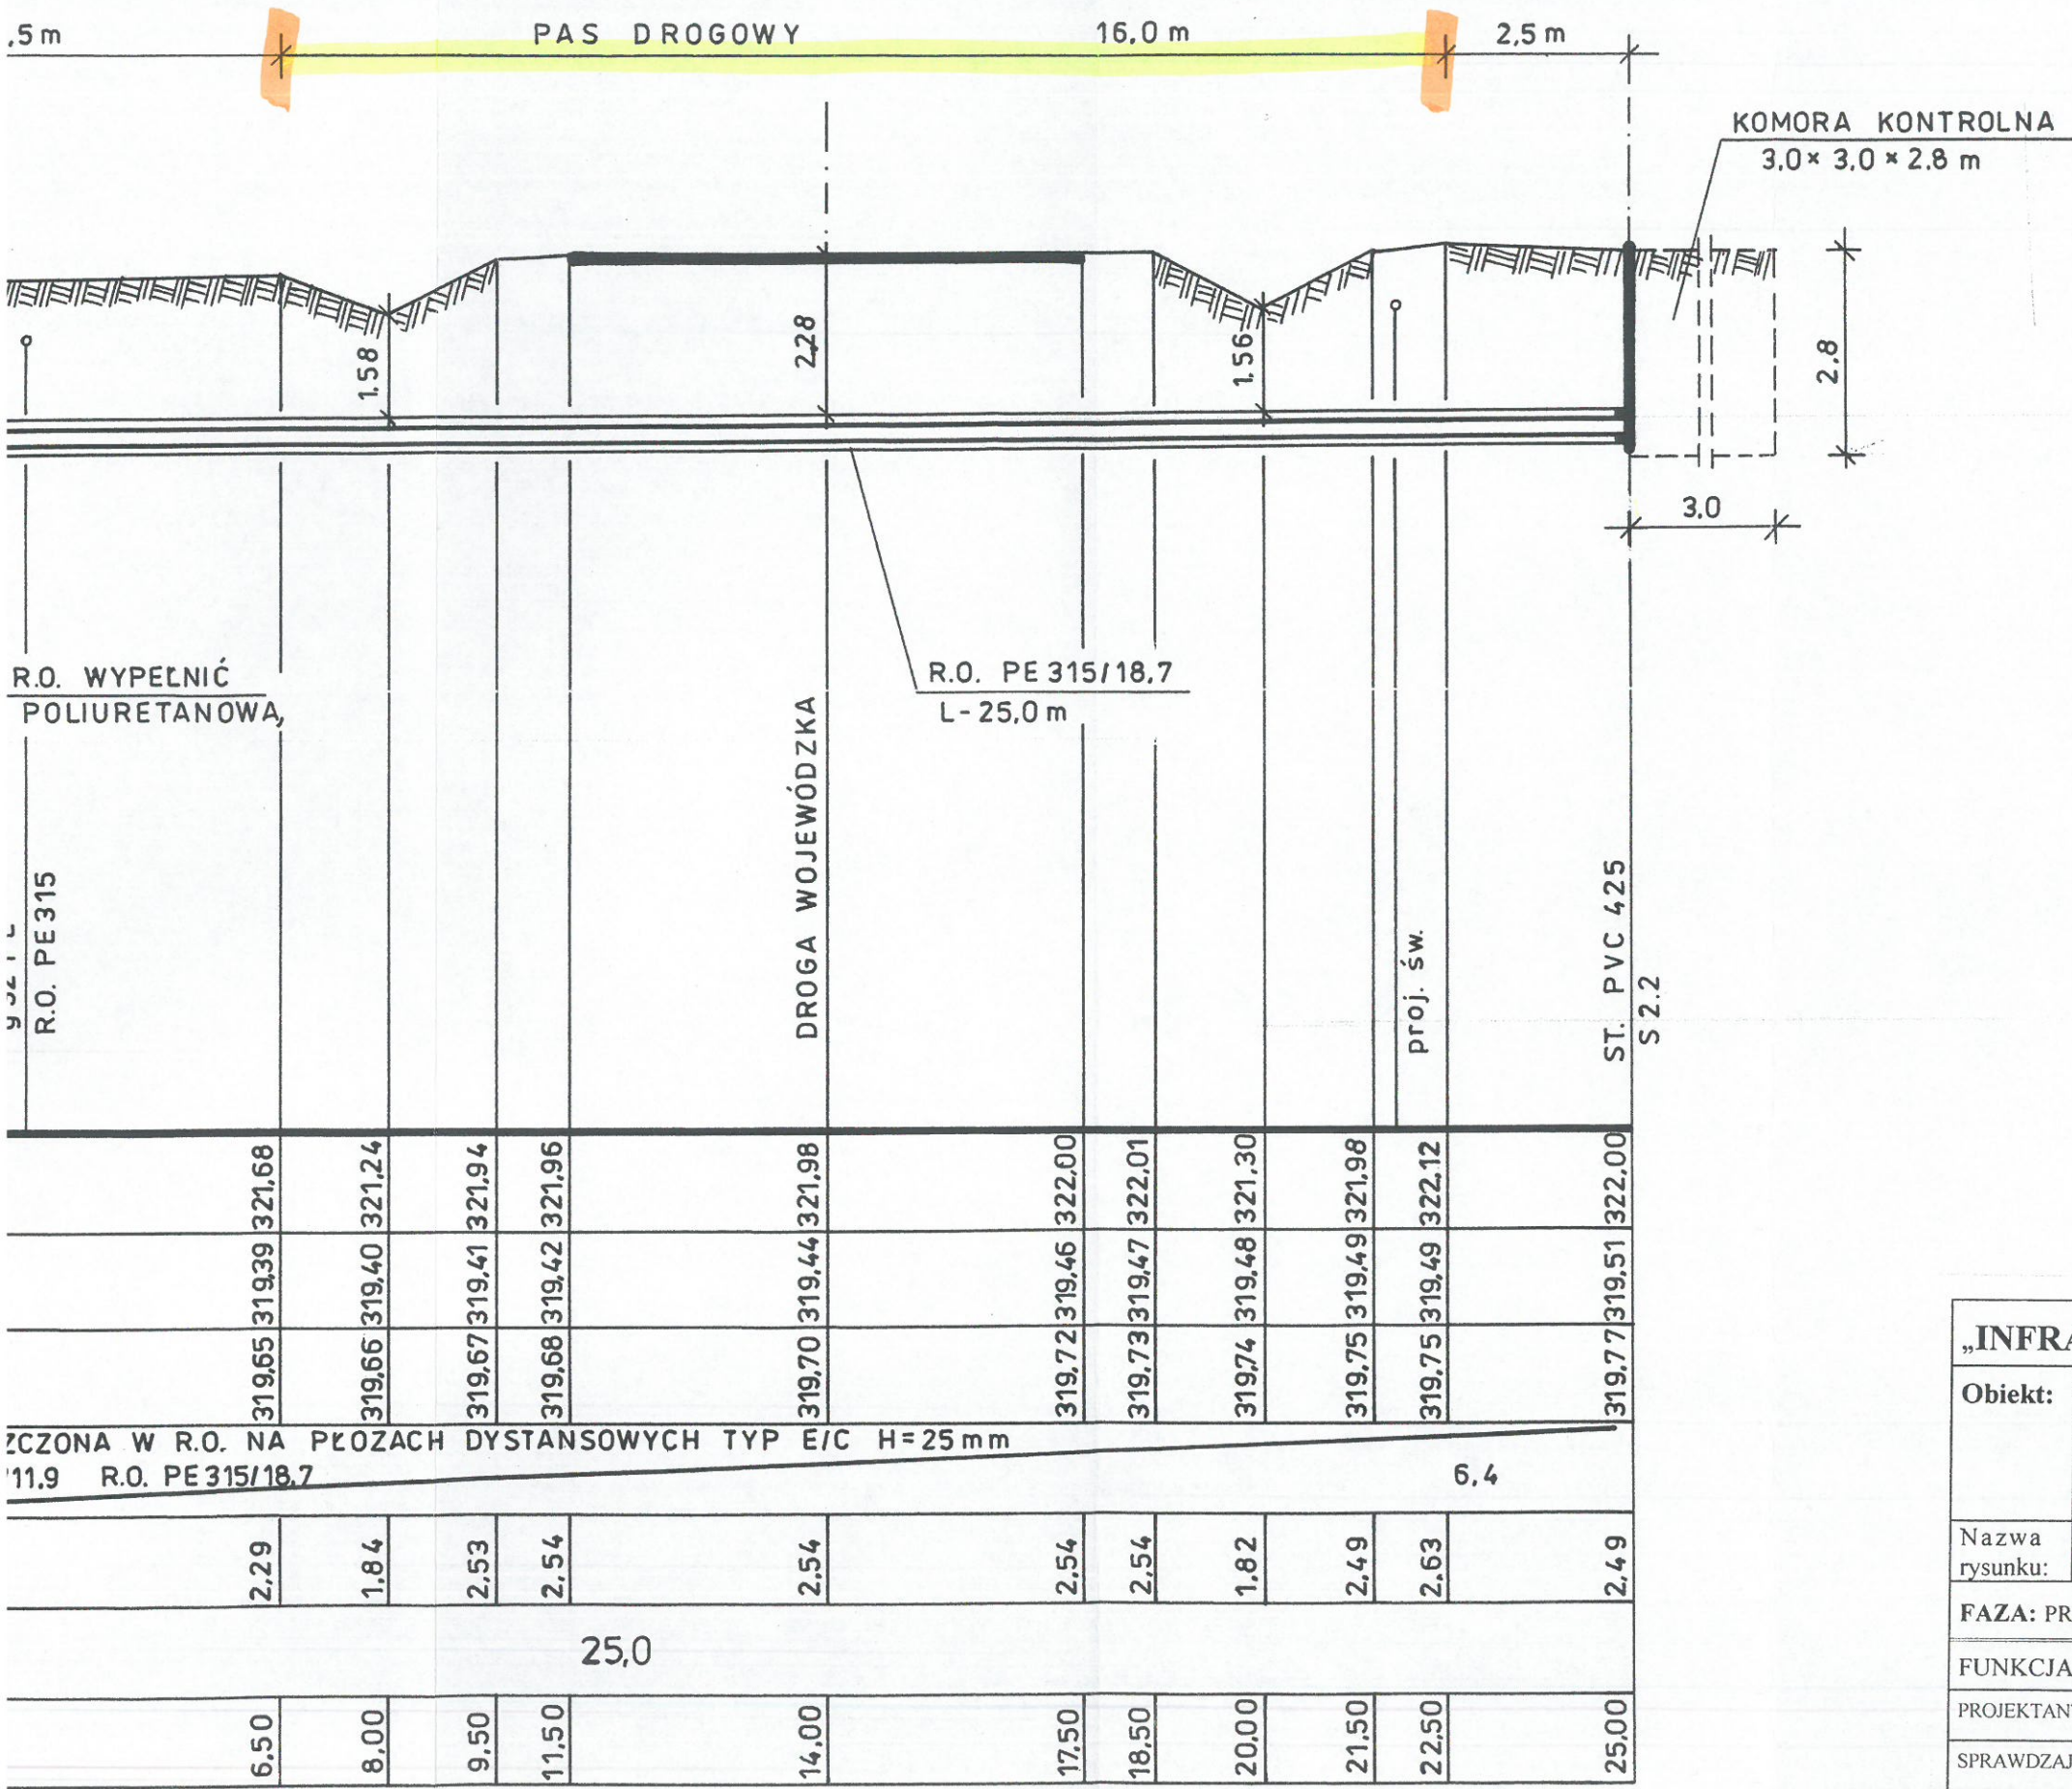 ,5 m
PAS DROGOWY
16,0 m
2,5 m
KOMORA KONTROLNA
3,0 × 3,0 × 2.8 m
1.58
2,28
1.56
2,8
3,0
R.O. WYPEŁNIĆ
POLIURETANOWĄ
R.O. PE 315/18,7
L-25,0 m
R.O. PE315
DROGA WOJEWÓDZKA
proj. św.
ST. PVC 425
S 2.2
321,68 321,24 321,94 321,96 321,98 322,00 322,01 321,30 321,98 322,12 322,00
319,39 319,40 319,41 319,42 319,44 319,46 319,47 319,48 319,49 319,49 319,51
319,65 319,66 319,67 319,68 319,70 319,72 319,73 319,74 319,75 319,75 319,77
ZCZONA W R.O. NA PŁOZACH DYSTANSOWYCH TYP E/C H=25mm
11,9 R.O. PE 315/18,7
6,4
2,29 1,84 2,53 2,54 2,54 2,54 2,54 1,82 2,49 2,63 2,49
25,0
6,50 8,00 9,50 11,50 14,00 17,50 18,50 20,00 21,50 22,50 25,00
„INFRA
Obiekt:
Nazwa
rysunku:
FAZA: PR
FUNKCJA
PROJEKTAN
SPRAWDZA